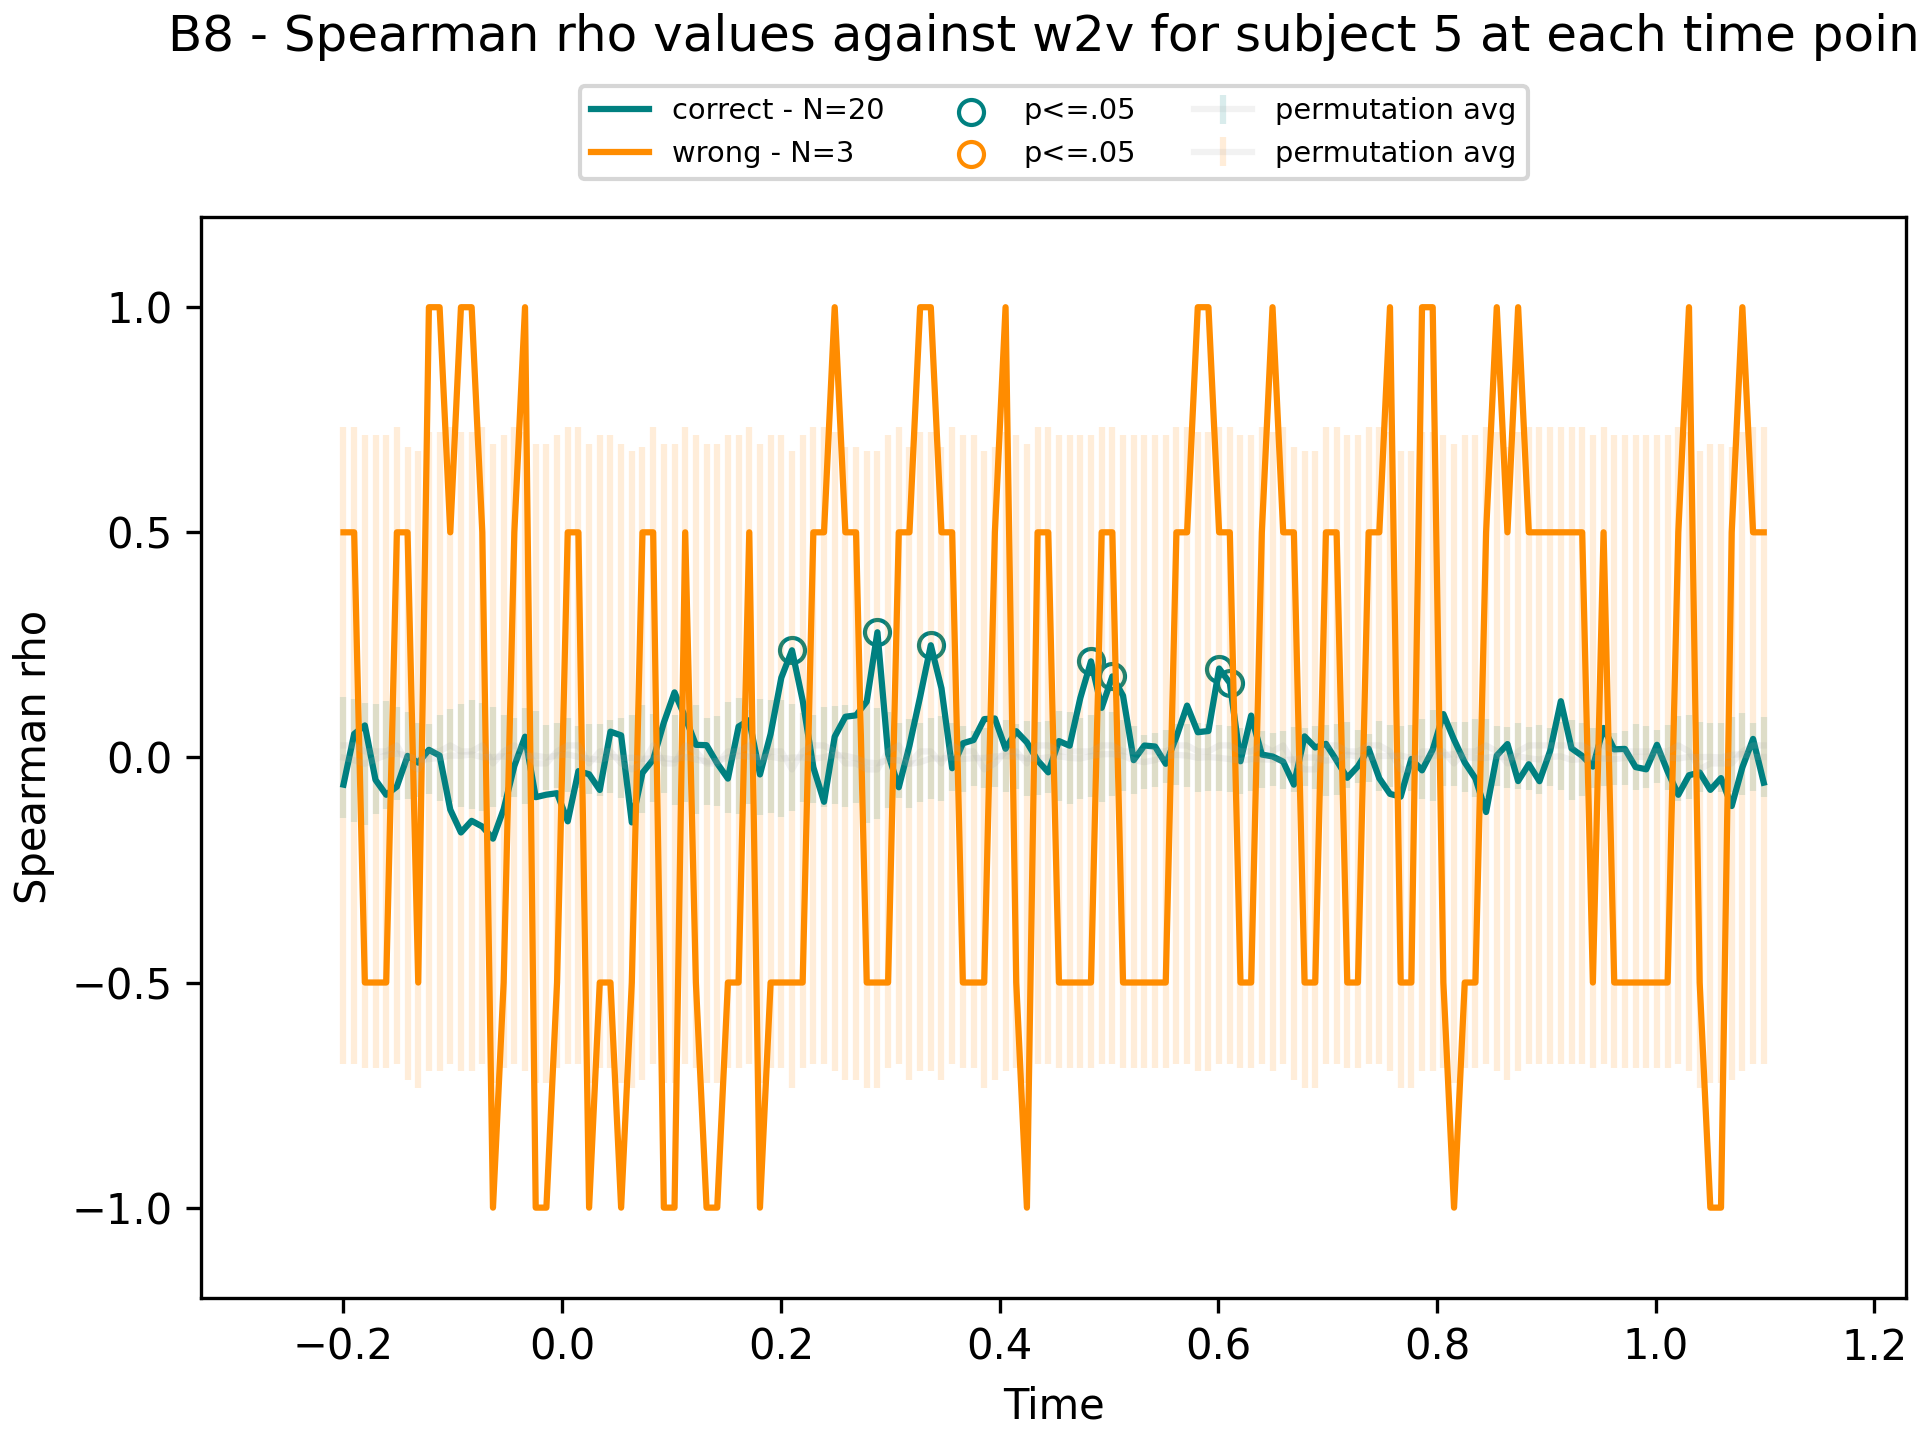 B8 - Spearman rho values against w2v for subject 5 at each time poin
correct - N=20 p<=.05 permutation avg
wrong - N=3 p<=.05 permutation avg
1.0
0.5
0.0
−0.5
−1.0
Spearman rho
−0.2 0.0 0.2 0.4 0.6 0.8 1.0 1.2
Time